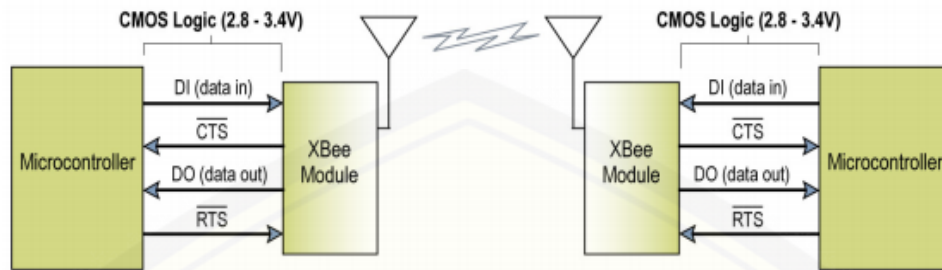 CMOS Logic (2.8 - 3.4V)
CMOS Logic (2.8 - 3.4V)
Microcontroller
DI (data in)
CTS
DO (data out)
RTS
XBee
Module
XBee
Module
DI (data in)
CTS
DO (data out)
RTS
Microcontroller